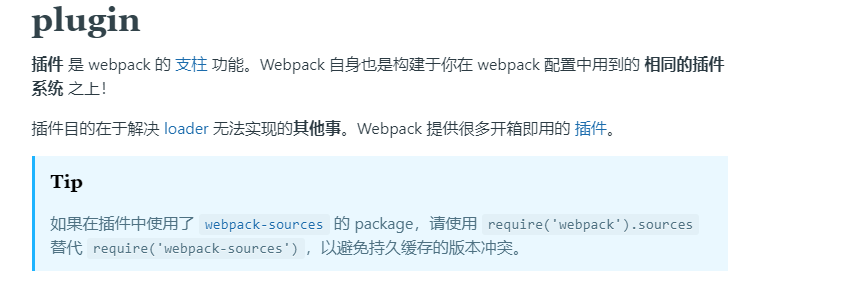 plugin
插件 是 webpack 的 支柱 功能。Webpack 自身也是构建于你在 webpack 配置中用到的 相同的插件
系统 之上！
插件目的在于解决 loader 无法实现的其他事。Webpack 提供很多开箱即用的 插件。
Tip
如果在插件中使用了 webpack-sources 的 package，请使用 require('webpack').sources
替代 require('webpack-sources')，以避免持久缓存的版本冲突。